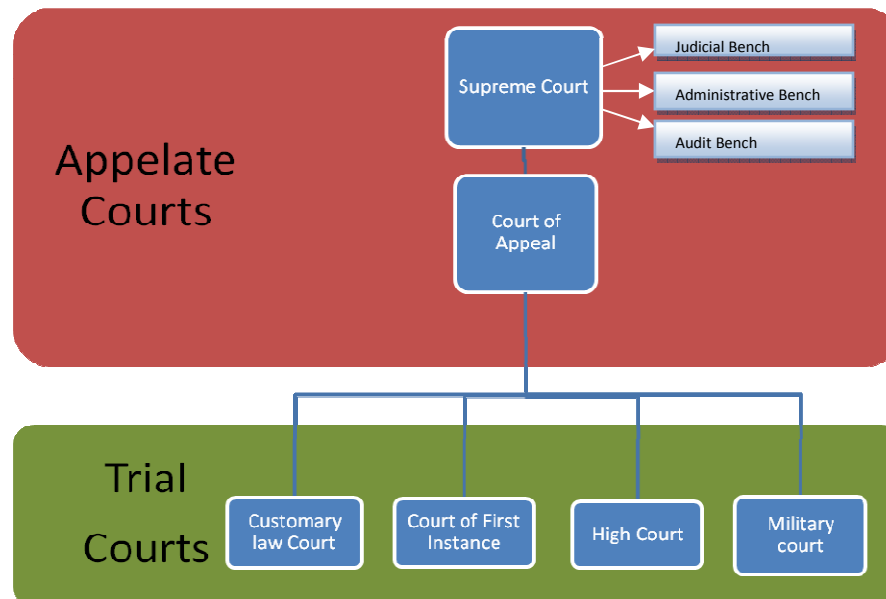 Judicial Bench
Supreme Court
Administrative Bench
Audit Bench
Appelate
Courts
Court of
Appeal
Trial
Courts
Customary
law Court
Court of First
Instance
High Court
Military
court